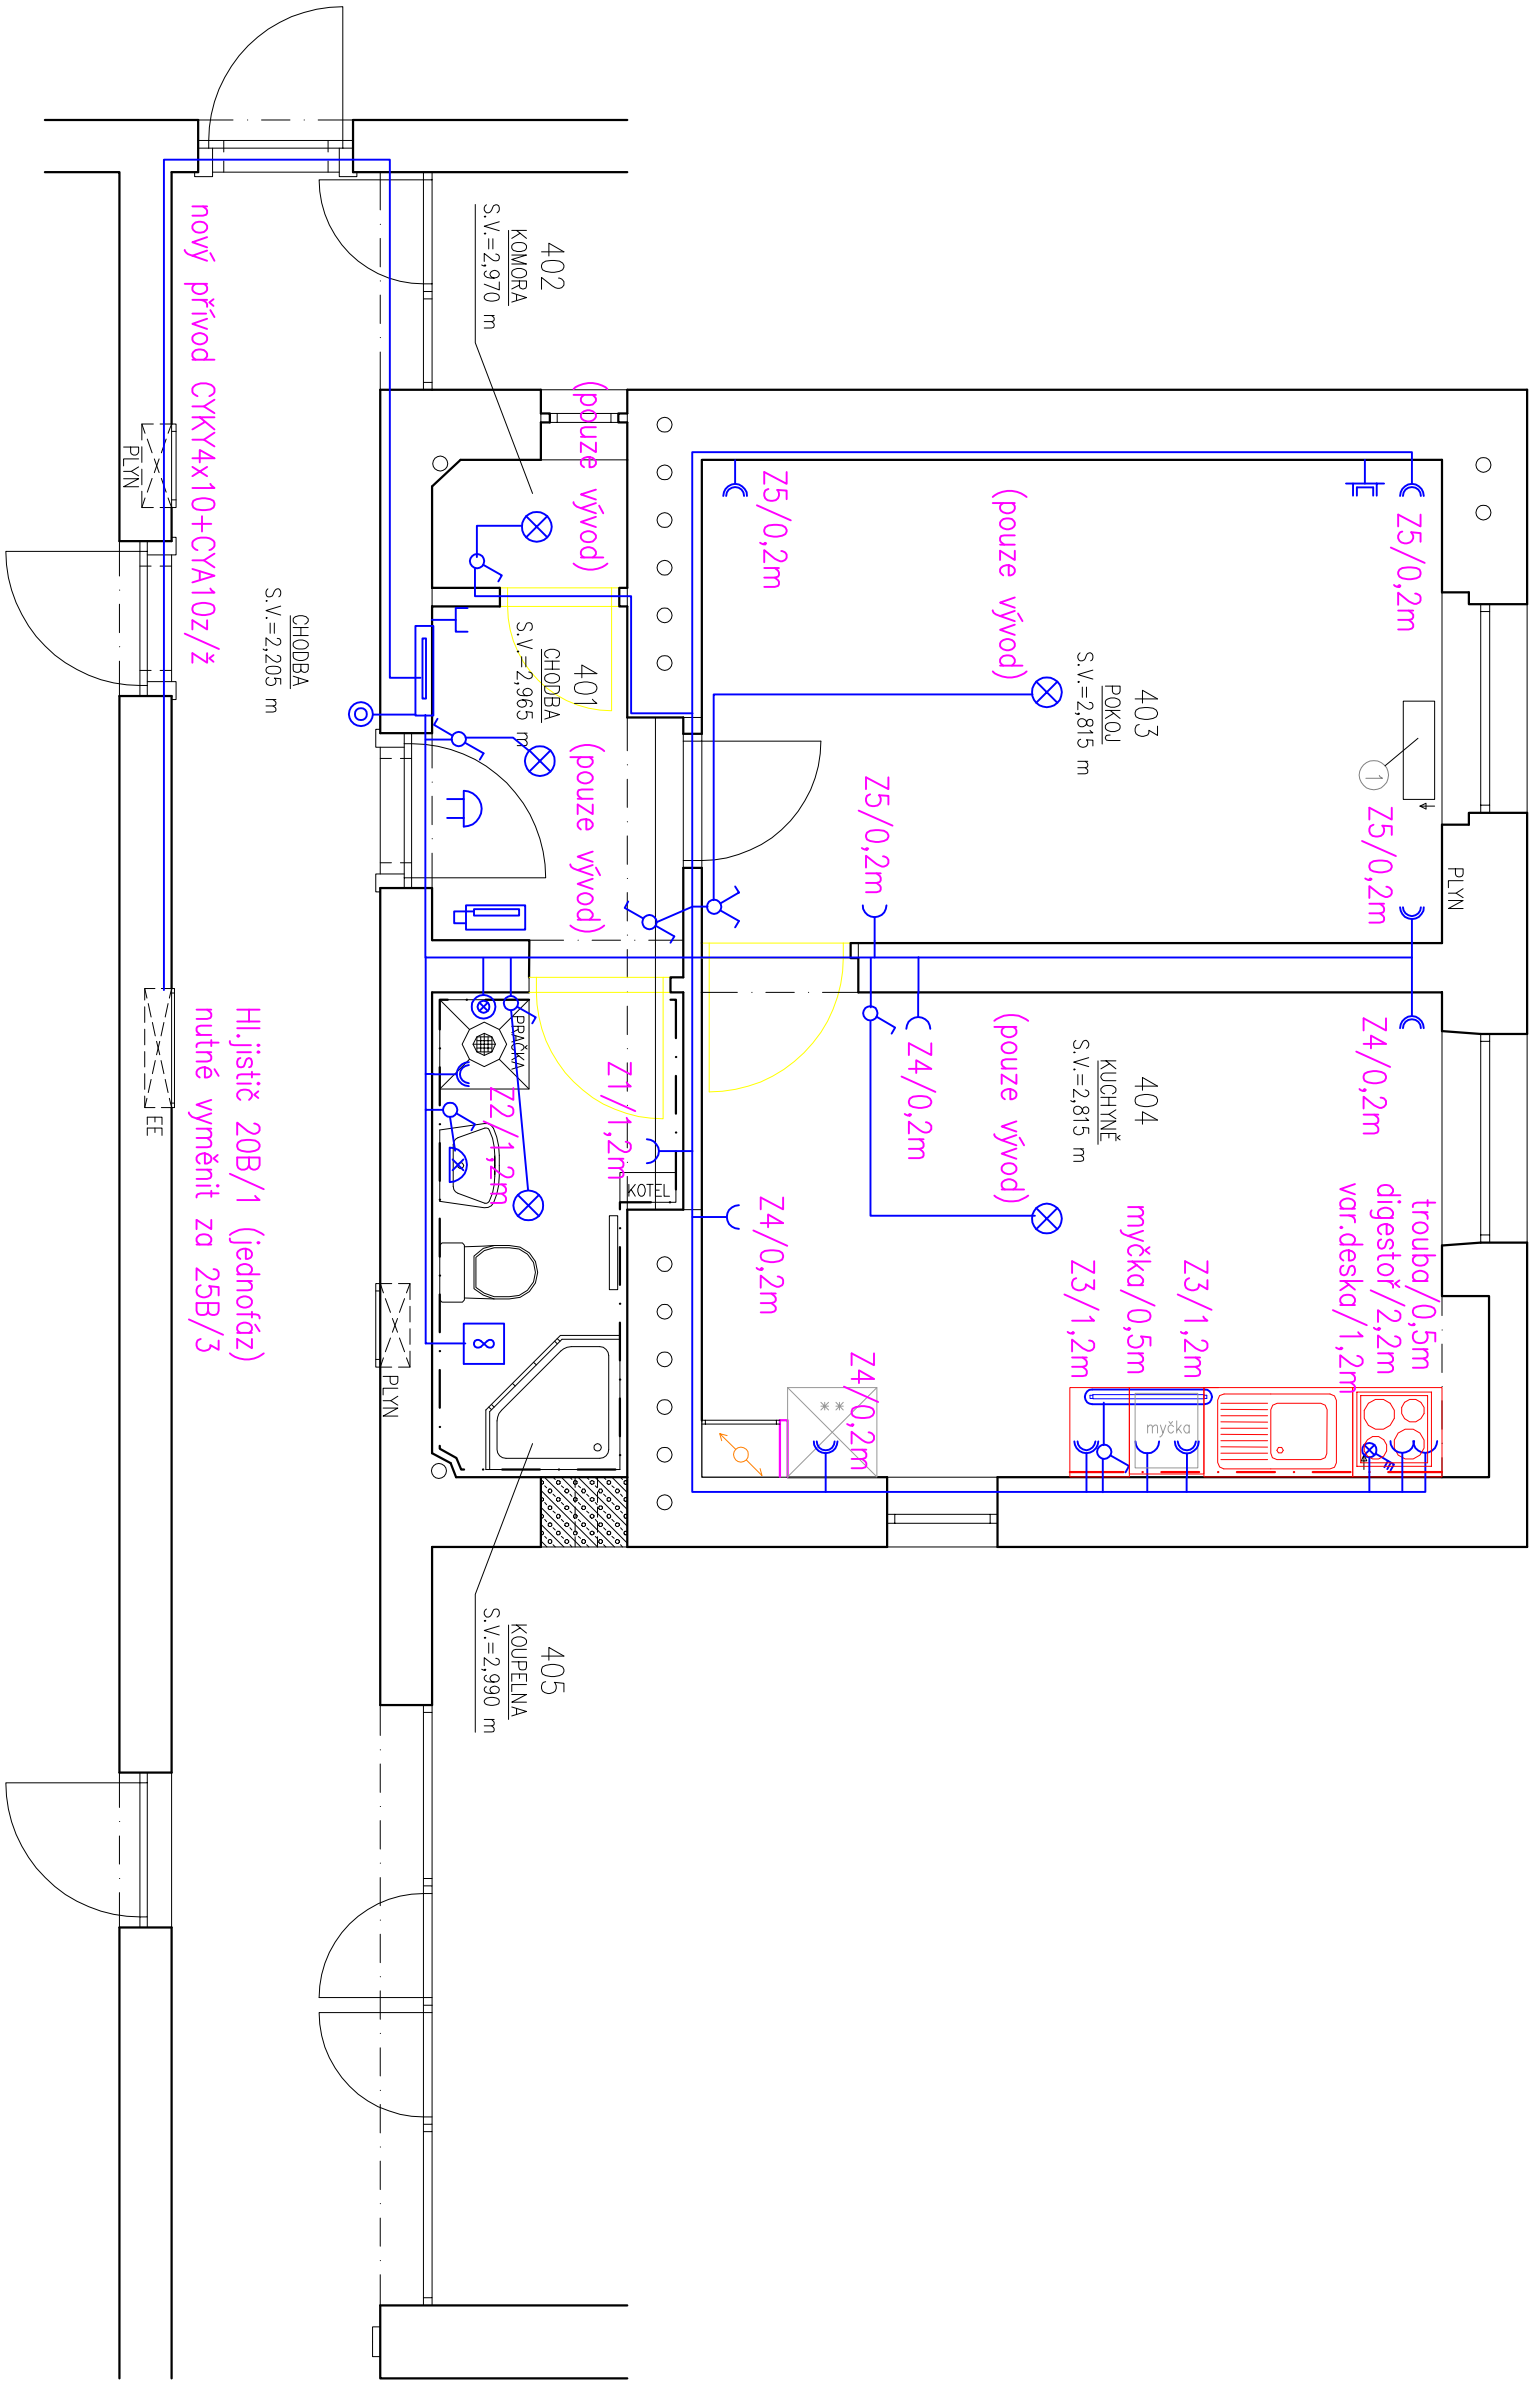 402
KOMORA
S.V.=2,970 m
nový přívod CYKY4x10+CYA10z/ž
PLYN
(pouze vývod)
Z5/0,2m
(pouze vývod)
Z5/0,2m
CHODBA
S.V.=2,205 m
401
CHODBA
S.V.=2,965 m
(pouze vývod)
403
POKOJ
S.V.=2,815 m
1
Z5/0,2m
Z5/0,2m
PLYN
Hl.jistič 20B/1 (jednofáz)
nutné vyměnit za 25B/3
EE
PRAČKA
Z2/1,2m
Z1/1,2m
KOTEL
Z4/0,2m
(pouze vývod)
404
KUCHYNĚ
S.V.=2,815 m
Z4/0,2m
Z4/0,2m
trouba/0,5m
digestoř/2,2m
var.deska/1,2m
Z3/1,2m
myčka/0,5m
Z3/1,2m
Z4/0,2m
**
myčka
8
PLYN
405
KOUPELNA
S.V.=2,990 m